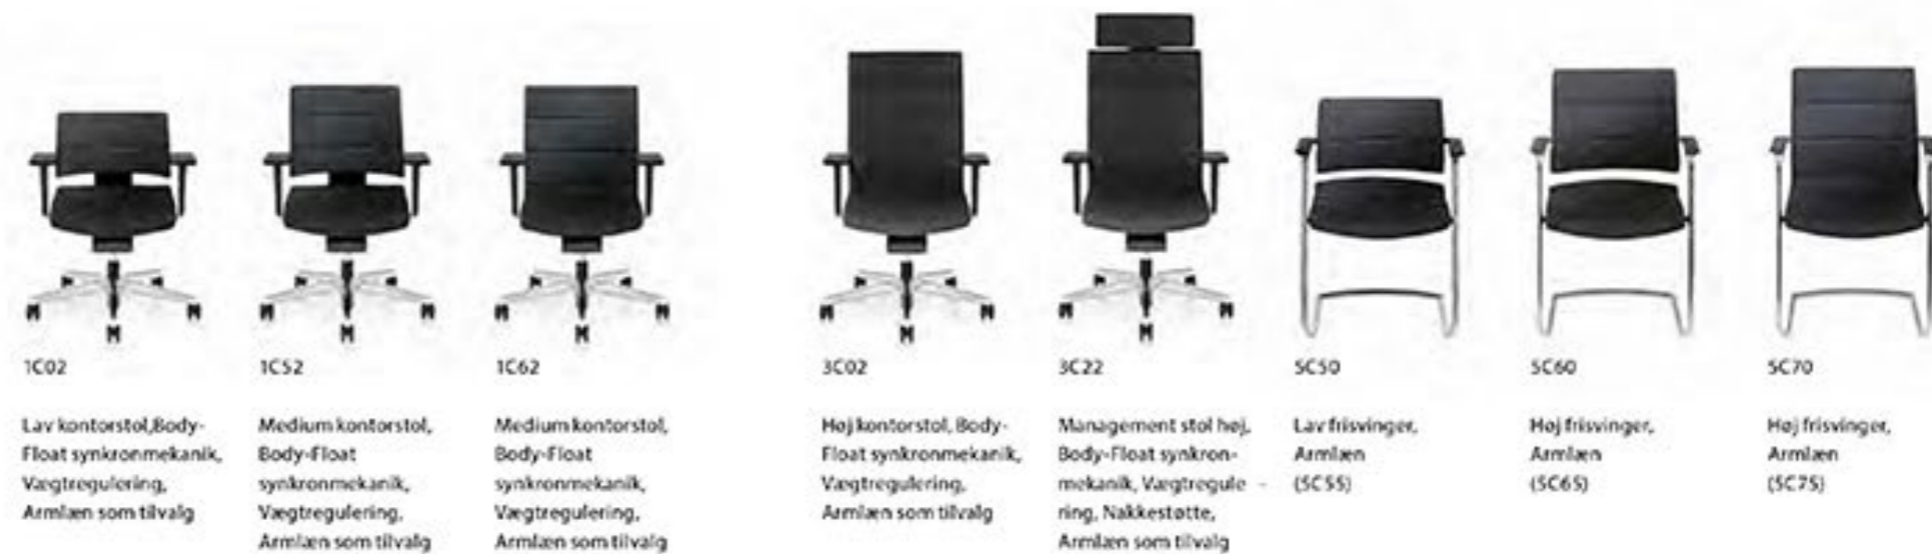 1C02
Lav kontorstol,Body-
Float synkronmekanik,
Vægtregulering,
Armlæn som tilvalg
1C52
Medium kontorstol,
Body-Float
synkronmekanik,
Vægtregulering,
Armlæn som tilvalg
1C62
Medium kontorstol,
Body-Float
synkronmekanik,
Vægtregulering,
Armlæn som tilvalg
3C02
Høj kontorstol, Body-
Float synkronmekanik,
Vægtregulering,
Armlæn som tilvalg
3C22
Management stol høj,
Body-Float synkron-
mekanik, Vægtregule -
ring, Nakkestøtte,
Armlæn som tilvalg
5C50
Lav frisvinger,
Armlæn
(5C55)
5C60
Høj frisvinger,
Armlæn
(5C65)
5C70
Høj frisvinger,
Armlæn
(5C75)